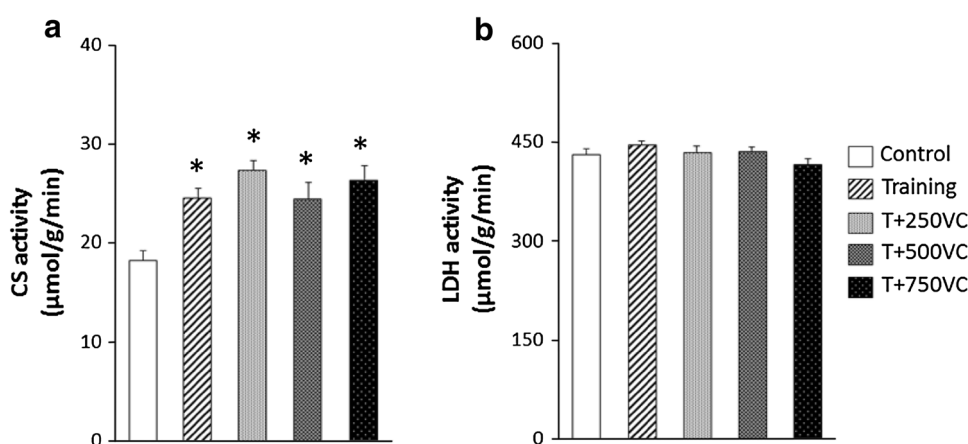 a
CS activity
(µmol/g/min)
40
30
20
10
0
*
*
*
*
b
LDH activity
(µmol/g/min)
600
450
300
150
0
Control
Training
T+250VC
T+500VC
T+750VC